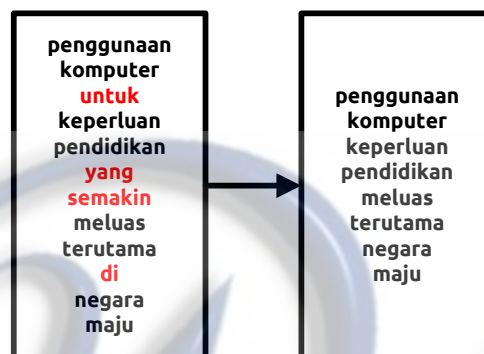 penggunaan
komputer
untuk
keperluan
pendidikan
yang
semakin
meluas
terutama
di
negara
maju
penggunaan
komputer
keperluan
pendidikan
meluas
terutama
negara
maju